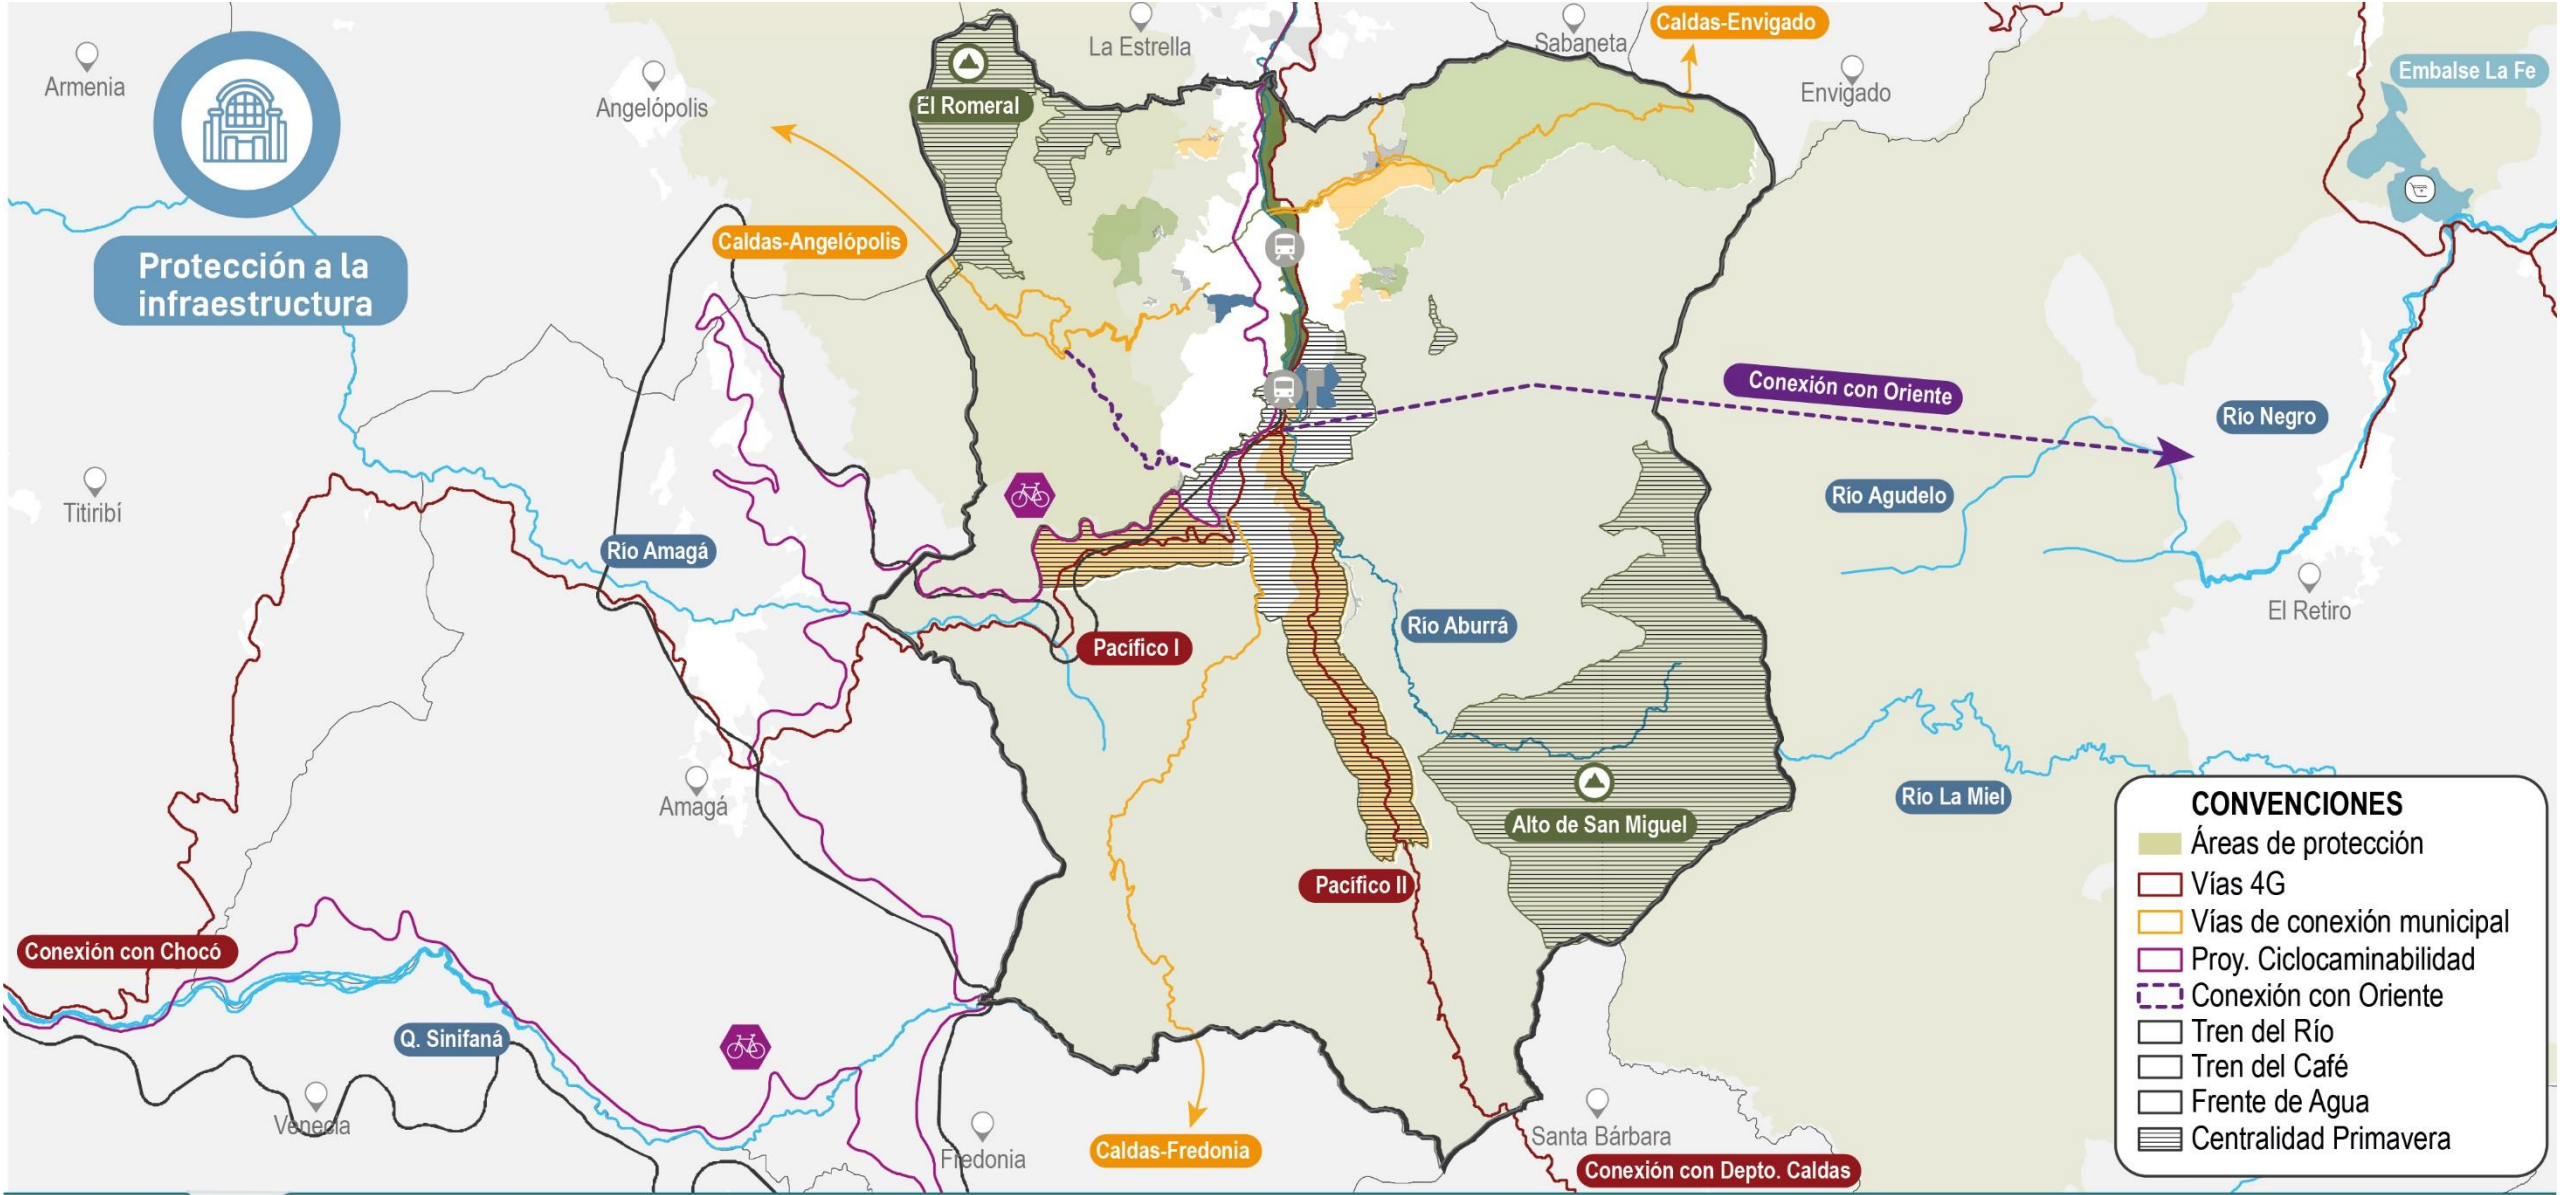 Armenia
La Estrella
Sabaneta
Caldas-Envigado
Envigado
Embalse La Fe
Angelópolis
El Romeral
Protección a la
infraestructura
Caldas-Angelópolis
Conexión con Oriente
Río Negro
Titiribí
Río Agudelo
Río Amagá
El Retiro
Río Aburrá
Pacífico I
Amagá
Alto de San Miguel
Río La Miel
Pacífico II
Conexión con Chocó
Q. Sinifaná
Venecia
Fredonia
Caldas-Fredonia
Santa Bárbara
Conexión con Depto. Caldas
CONVENCIONES
Áreas de protección
Vías 4G
Vías de conexión municipal
Proy. Ciclocaminabilidad
Conexión con Oriente
Tren del Río
Tren del Café
Frente de Agua
Centralidad Primavera